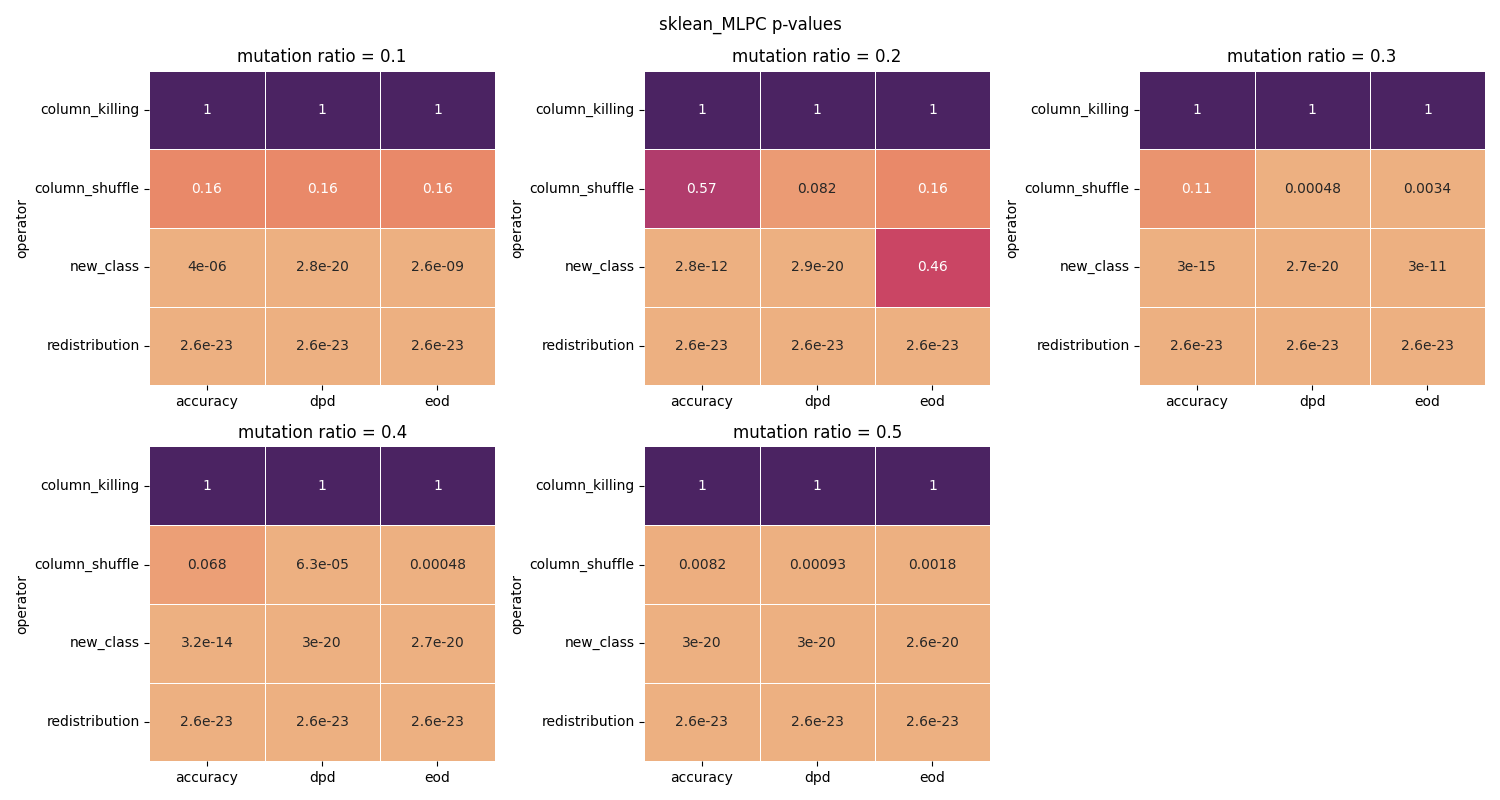 sklean_MLPC p-values
mutation ratio = 0.1
operator
column_killing 1 1 1
column_shuffle 0.16 0.16 0.16
new_class 4e-06 2.8e-20 2.6e-09
redistribution 2.6e-23 2.6e-23 2.6e-23
accuracy dpd eod
mutation ratio = 0.2
operator
column_killing 1 1 1
column_shuffle 0.57 0.082 0.16
new_class 2.8e-12 2.9e-20 0.46
redistribution 2.6e-23 2.6e-23 2.6e-23
accuracy dpd eod
mutation ratio = 0.3
operator
column_killing 1 1 1
column_shuffle 0.11 0.00048 0.0034
new_class 3e-15 2.7e-20 3e-11
redistribution 2.6e-23 2.6e-23 2.6e-23
accuracy dpd eod
mutation ratio = 0.4
operator
column_killing 1 1 1
column_shuffle 0.068 6.3e-05 0.00048
new_class 3.2e-14 3e-20 2.7e-20
redistribution 2.6e-23 2.6e-23 2.6e-23
accuracy dpd eod
mutation ratio = 0.5
operator
column_killing 1 1 1
column_shuffle 0.0082 0.00093 0.0018
new_class 3e-20 3e-20 2.6e-20
redistribution 2.6e-23 2.6e-23 2.6e-23
accuracy dpd eod